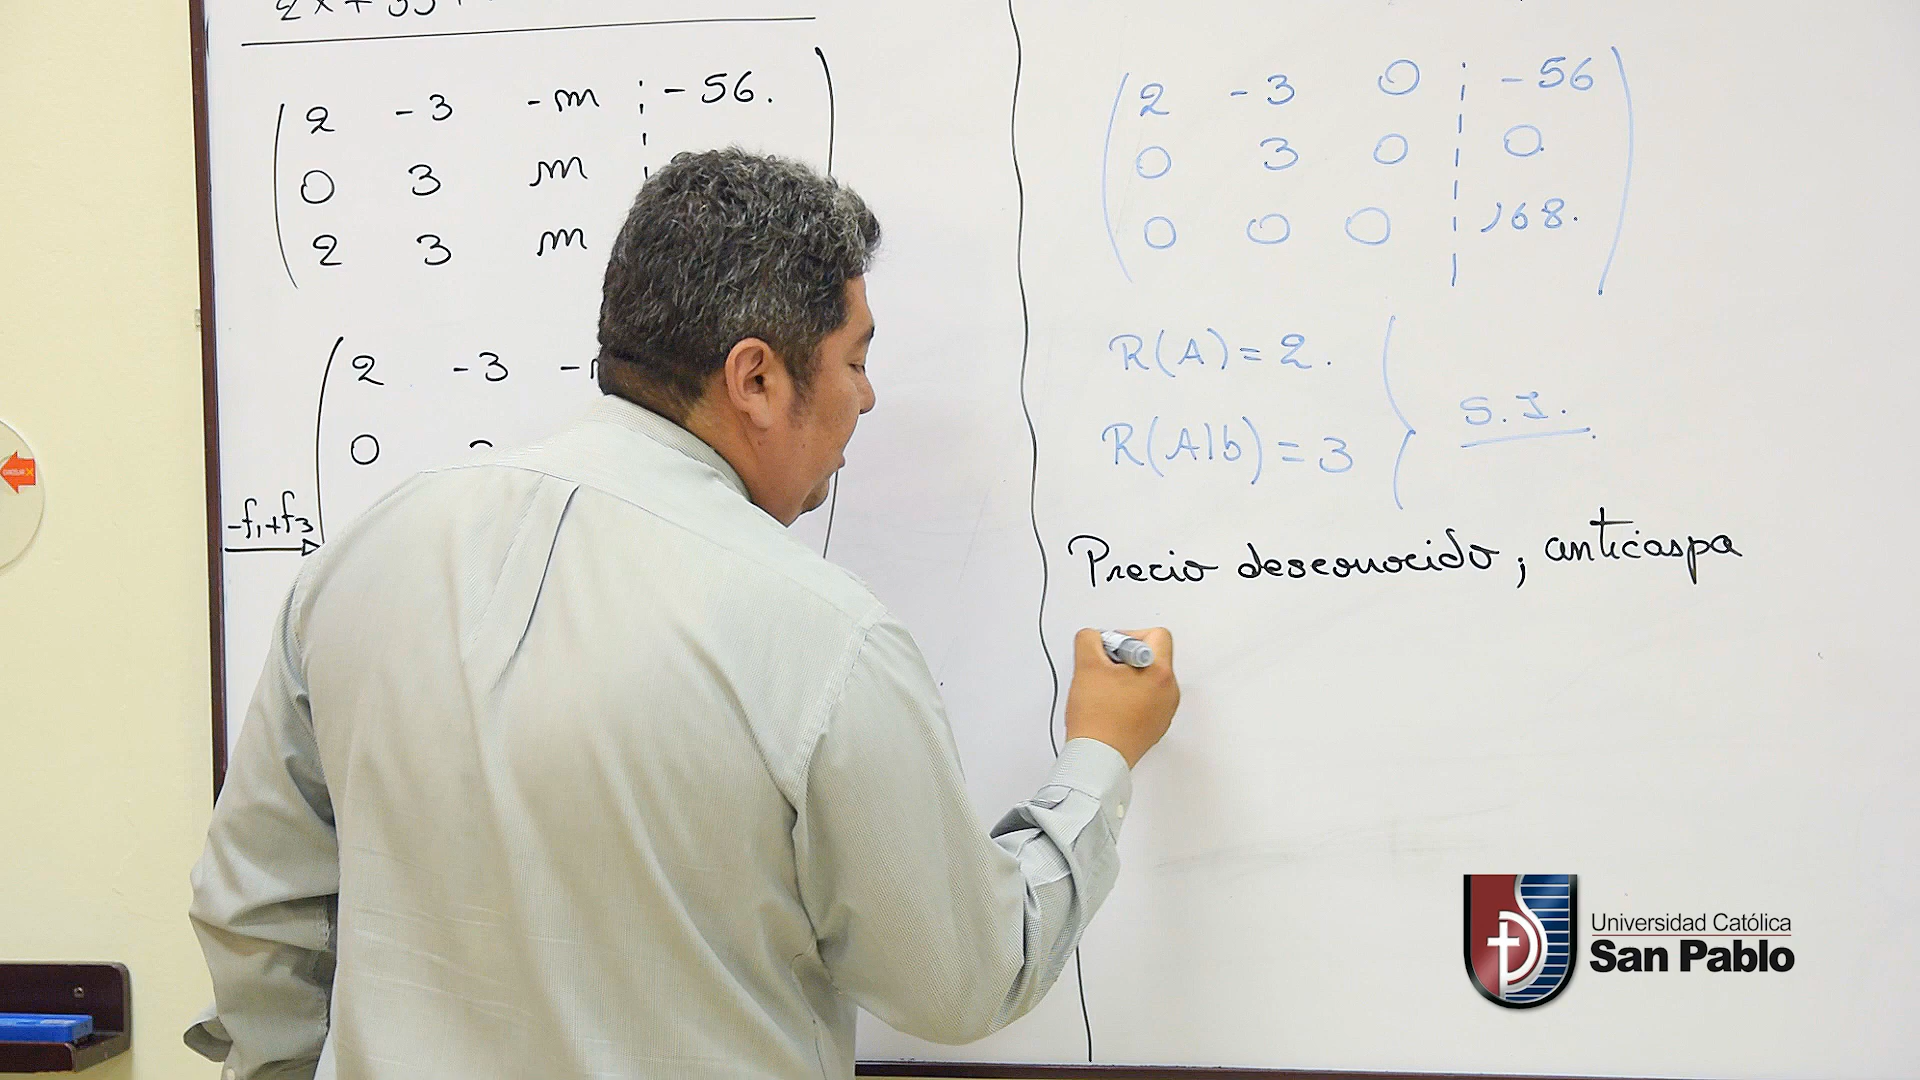 2 -3 -m ¦ -56.
0 3 m
2 3 m
2 -3
0
-f₁+f₃
2 -3 0 ¦ -56
0 3 0 ¦ 0
0 0 0 ¦ 168.
R(A)=2.
R(A|b)=3
S.I.
Precio desconocido; anticaspa
Universidad Católica
San Pablo